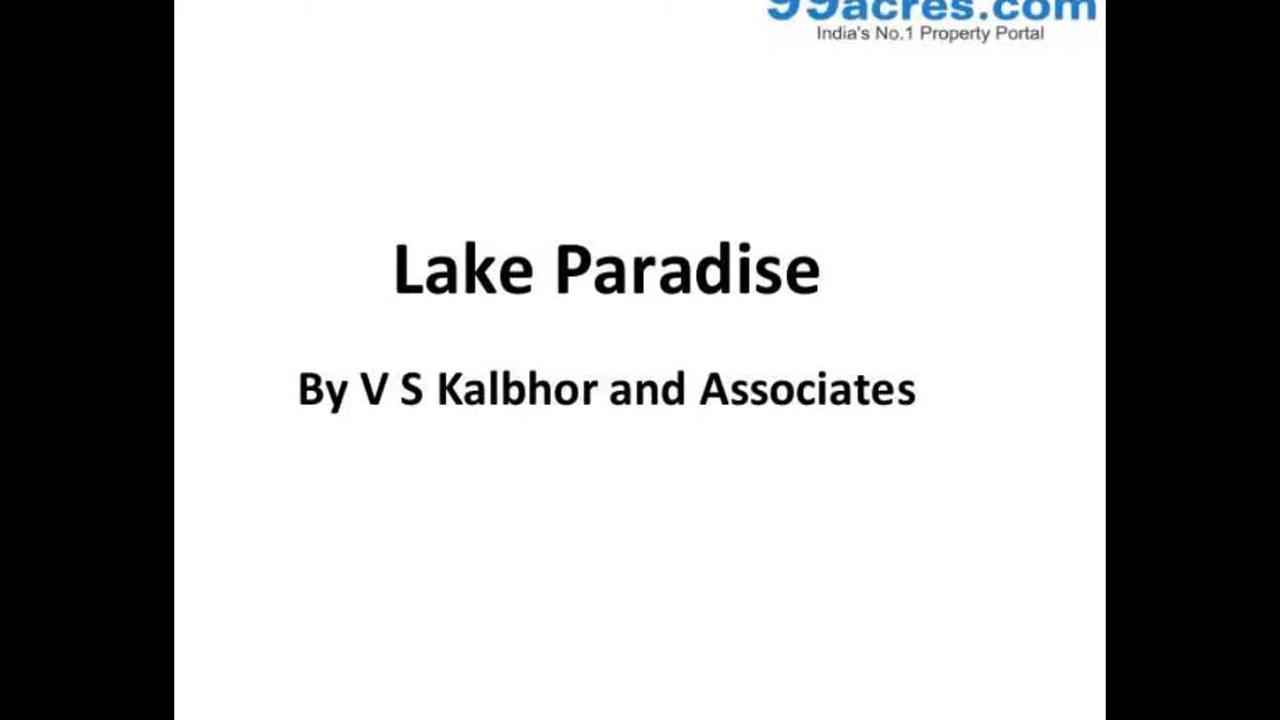 99acres.com
India's No.1 Property Portal
Lake Paradise
By V S Kalbhor and Associates